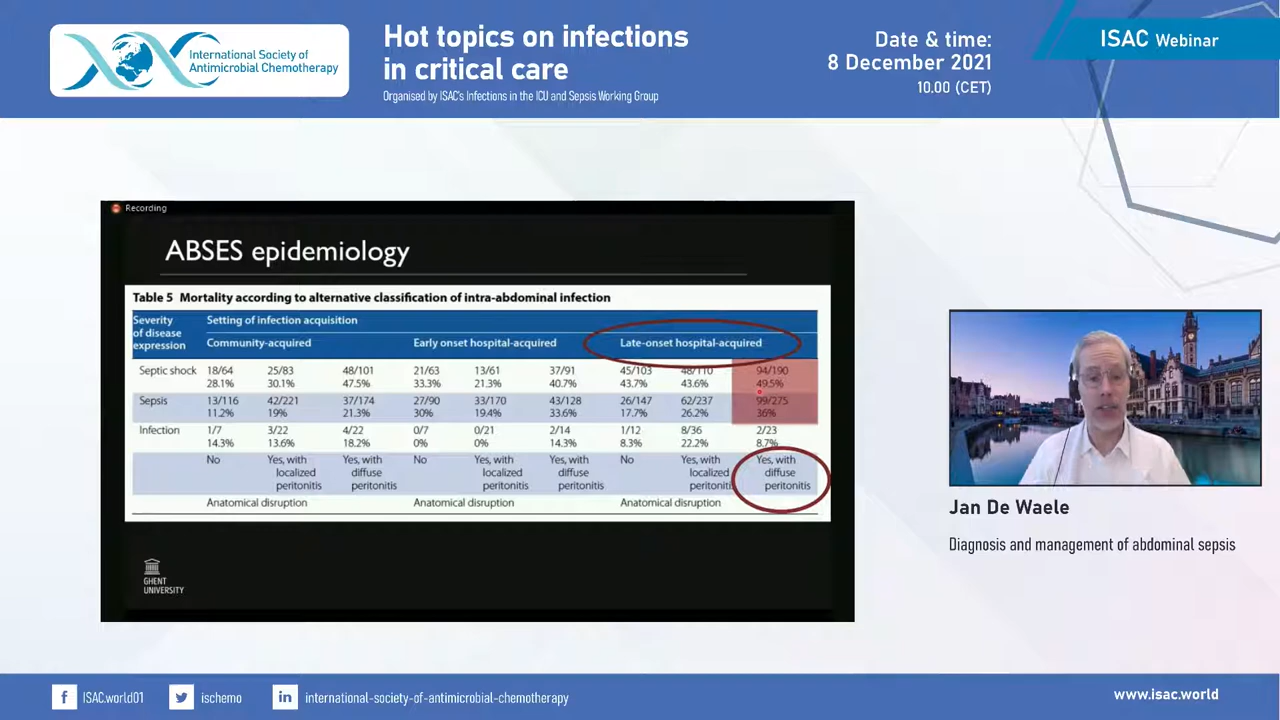 International Society of
Antimicrobial Chemotherapy
Hot topics on infections
in critical care
Organised by ISAC's Infections in the ICU and Sepsis Working Group
Date & time:
8 December 2021
10.00 (CET)
ISAC Webinar
Recording
ABSES epidemiology
Table 5 Mortality according to alternative classification of intra-abdominal infection
Severity of disease expression
Setting of infection acquisition
Community-acquired Early onset hospital-acquired Late-onset hospital-acquired
Septic shock 18/64 25/83 48/101 21/63 13/61 37/91 45/103 48/110 94/190
28.1% 30.1% 47.5% 33.3% 21.3% 40.7% 43.7% 43.6% 49.5%
Sepsis 13/116 42/221 37/174 27/90 33/170 43/128 26/147 62/237 99/275
11.2% 19% 21.3% 30% 19.4% 33.6% 17.7% 26.2% 36%
Infection 1/7 3/22 4/22 0/7 0/21 2/14 1/12 8/36 2/23
14.3% 13.6% 18.2% 0% 0% 14.3% 8.3% 22.2% 8.7%
No Yes, with Yes, with No Yes, with Yes, with No Yes, with Yes, with
localized diffuse localized diffuse localized diffuse
peritonitis peritonitis peritonitis peritonitis peritonitis peritonitis
Anatomical disruption Anatomical disruption Anatomical disruption
GHENT
UNIVERSITY
Jan De Waele
Diagnosis and management of abdominal sepsis
f ISAC.world01 ischemo in international-society-of-antimicrobial-chemotherapy
www.isac.world